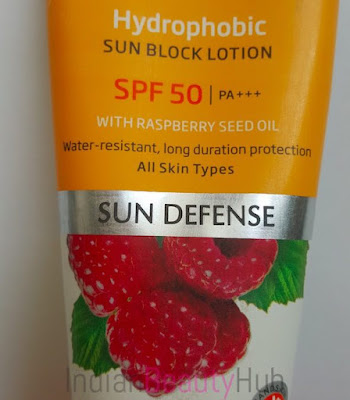 Hydrophobic
SUN BLOCK LOTION
SPF 50 | PA+++
WITH RASPBERRY SEED OIL
Water-resistant, long duration protection
All Skin Types
SUN DEFENSE
IndianBeautyHub